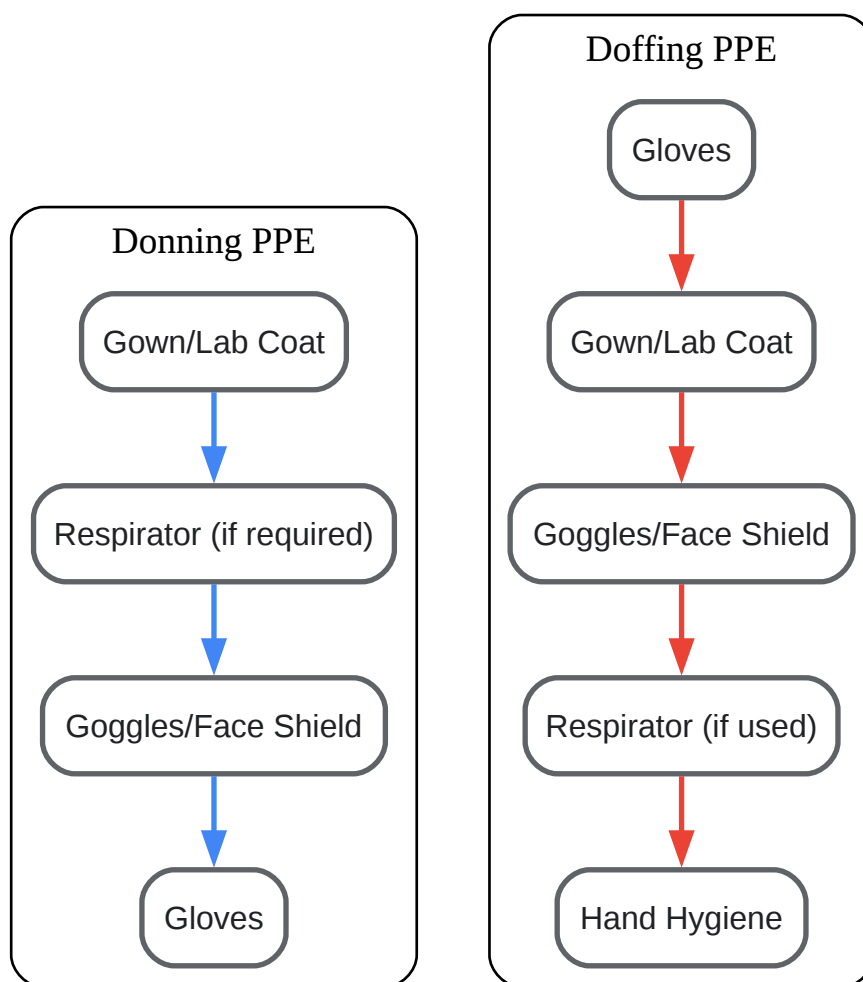 Donning PPE
Gown/Lab Coat
Respirator (if required)
Goggles/Face Shield
Gloves
Doffing PPE
Gloves
Gown/Lab Coat
Goggles/Face Shield
Respirator (if used)
Hand Hygiene